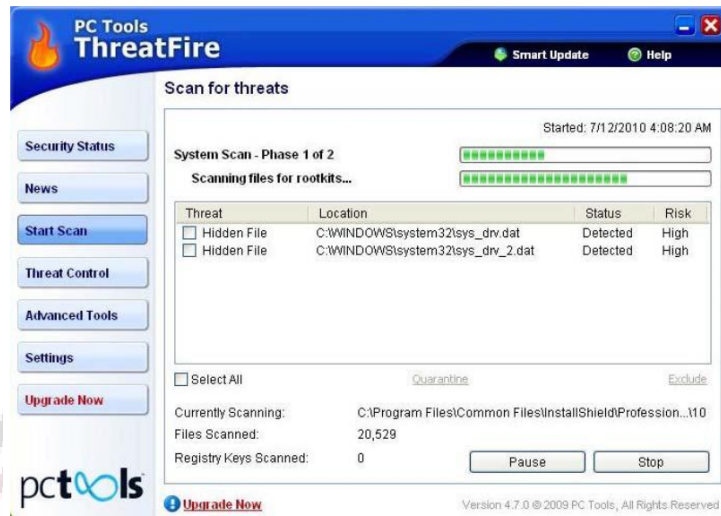 PC Tools
ThreatFire
Smart Update
Help
Scan for threats
Started: 7/12/2010 4:08:20 AM
Security Status
News
Start Scan
Threat Control
Advanced Tools
Settings
Upgrade Now
System Scan - Phase 1 of 2
Scanning files for rootkits...
Threat Location Status Risk
Hidden File C:\WINDOWS\system32\sys_drv.dat Detected High
Hidden File C:\WINDOWS\system32\sys_drv_2.dat Detected High
Select All Quarantine Exclude
Currently Scanning: C:\Program Files\Common Files\InstallShield\Profession...\10
Files Scanned: 20,529
Registry Keys Scanned: 0
Pause Stop
pctools
Upgrade Now
Version 4.7.0 © 2009 PC Tools, All Rights Reserved